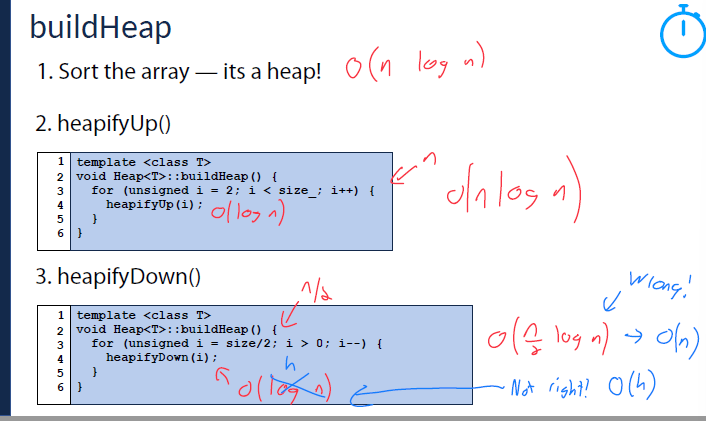 buildHeap
1. Sort the array — its a heap! O(n log n)
2. heapifyUp()
1 template <class T>
2 void Heap<T>::buildHeap() {
3 for (unsigned i = 2; i < size_; i++) {
4 heapifyUp(i);
5 }
6 }
n
O(log n)
O(n log n)
3. heapifyDown()
n/2
1 template <class T>
2 void Heap<T>::buildHeap() {
3 for (unsigned i = size/2; i > 0; i--) {
4 heapifyDown(i);
5 }
6 }
h
O(log n)
Wrong!
O(n/2 log n) → O(n)
Not right! O(h)